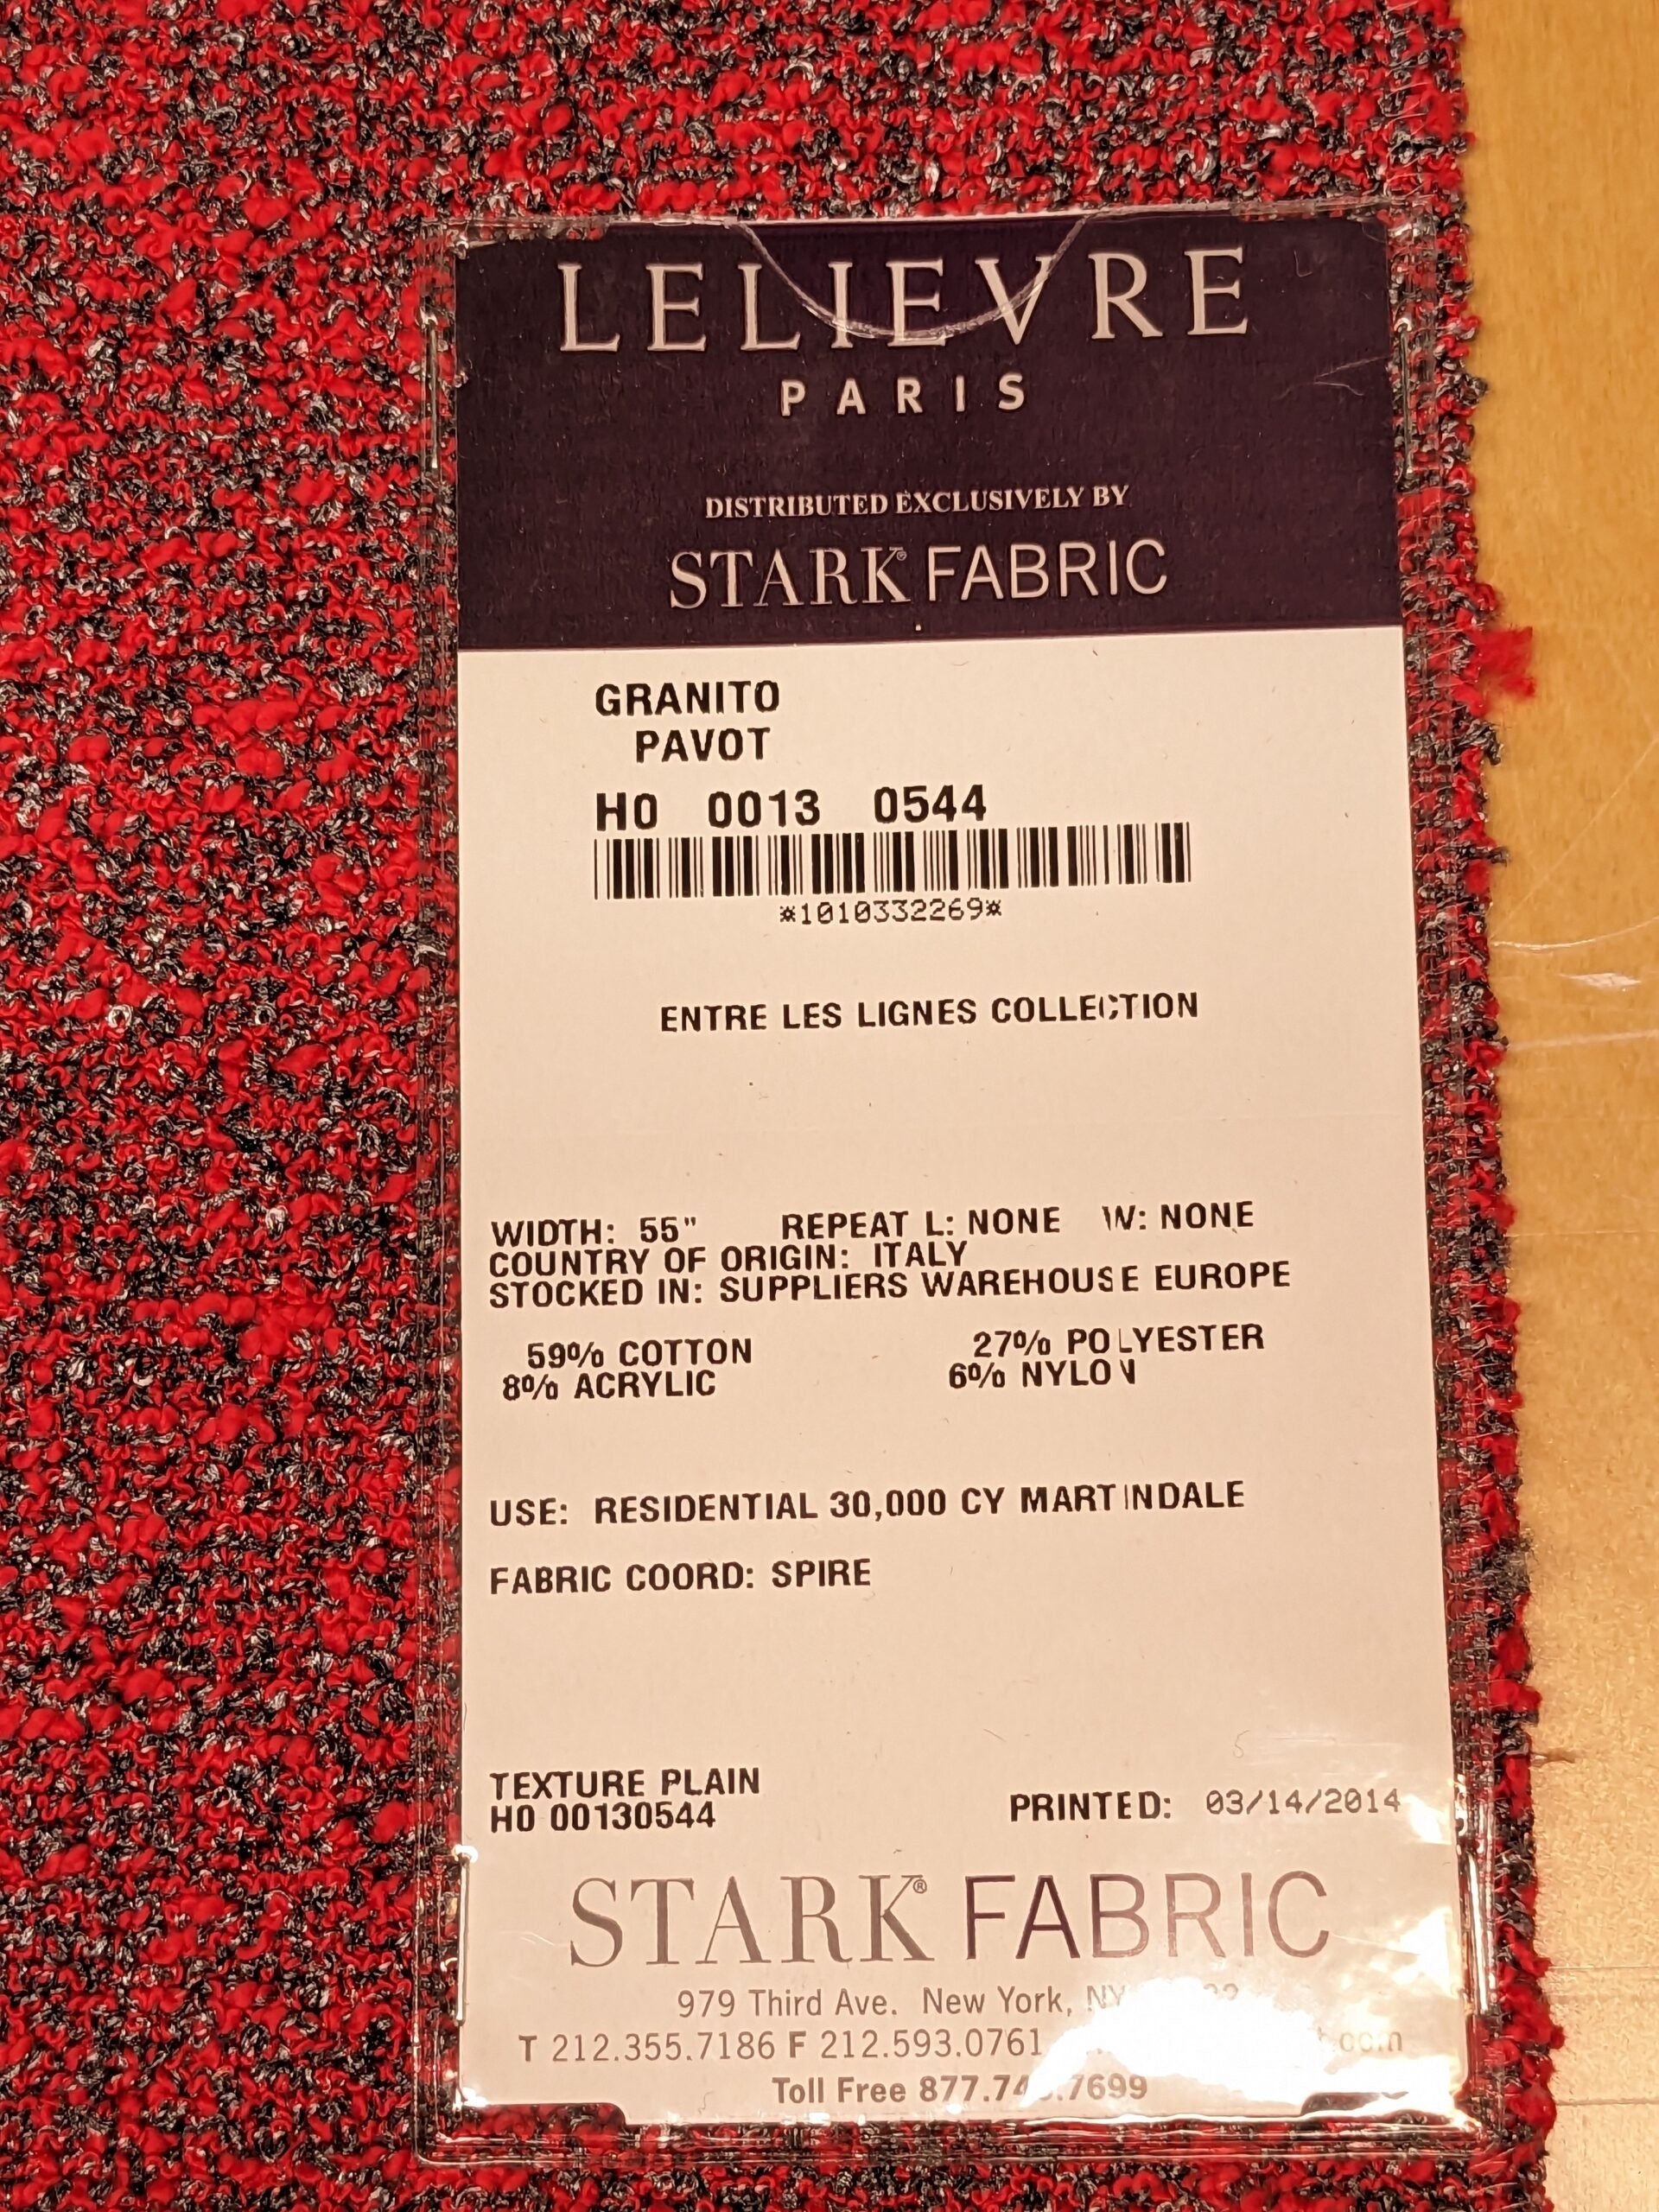 LELIEVRE
PARIS
DISTRIBUTED EXCLUSIVELY BY
STARK® FABRIC
GRANITO
PAVOT
H0 0013 0544
*1010332269*
ENTRE LES LIGNES COLLECTION
WIDTH: 55" REPEAT L: NONE W: NONE
COUNTRY OF ORIGIN: ITALY
STOCKED IN: SUPPLIERS WAREHOUSE EUROPE
59% COTTON 27% POLYESTER
8% ACRYLIC 6% NYLON
USE: RESIDENTIAL 30,000 CY MARTINDALE
FABRIC COORD: SPIRE
TEXTURE PLAIN
H0 00130544 PRINTED: 03/14/2014
STARK® FABRIC
979 Third Ave. New York, NY
T 212.355.7186 F 212.593.0761
Toll Free